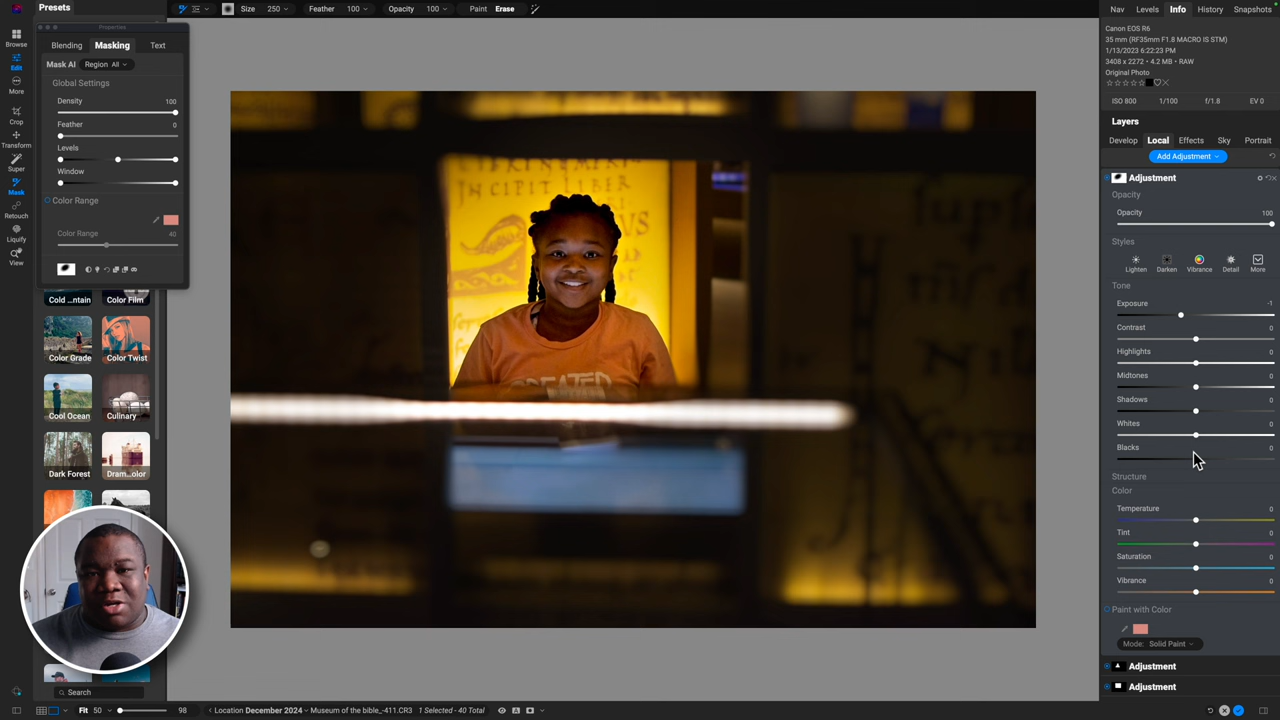 Presets
Size 250
Feather 100
Opacity 100
Paint Erase
Nav Levels Info History Snapshots
Properties
Blending Masking Text
Mask AI Region All
Global Settings
Density 100
Feather 0
Levels
Window
Color Range
Color Range 40
Browse
Edit
More
Crop
Transform
Super
Mask
Retouch
Liquify
View
Cold ...ntain Color Film
Color Grade Color Twist
Cool Ocean Culinary
Dark Forest Dram...olor
Search
INCIPIT LIBER
CREATED
Canon EOS R6
35 mm (RF35mm F1.8 MACRO IS STM)
1/13/2023 6:22:23 PM
3408 x 2272 • 4.2 MB • RAW
Original Photo
ISO 800 1/100 f/1.8 EV 0
Layers
Develop Local Effects Sky Portrait
Add Adjustment
Adjustment
Opacity
Opacity 100
Styles
Lighten Darken Vibrance Detail More
Tone
Exposure -1
Contrast 0
Highlights 0
Midtones 0
Shadows 0
Whites 0
Blacks 0
Structure
Color
Temperature 0
Tint 0
Saturation 0
Vibrance 0
Paint with Color
Mode: Solid Paint
Adjustment
Adjustment
Fit 50 98
Location December 2024 Museum of the bible_-411.CR3 1 Selected - 40 Total